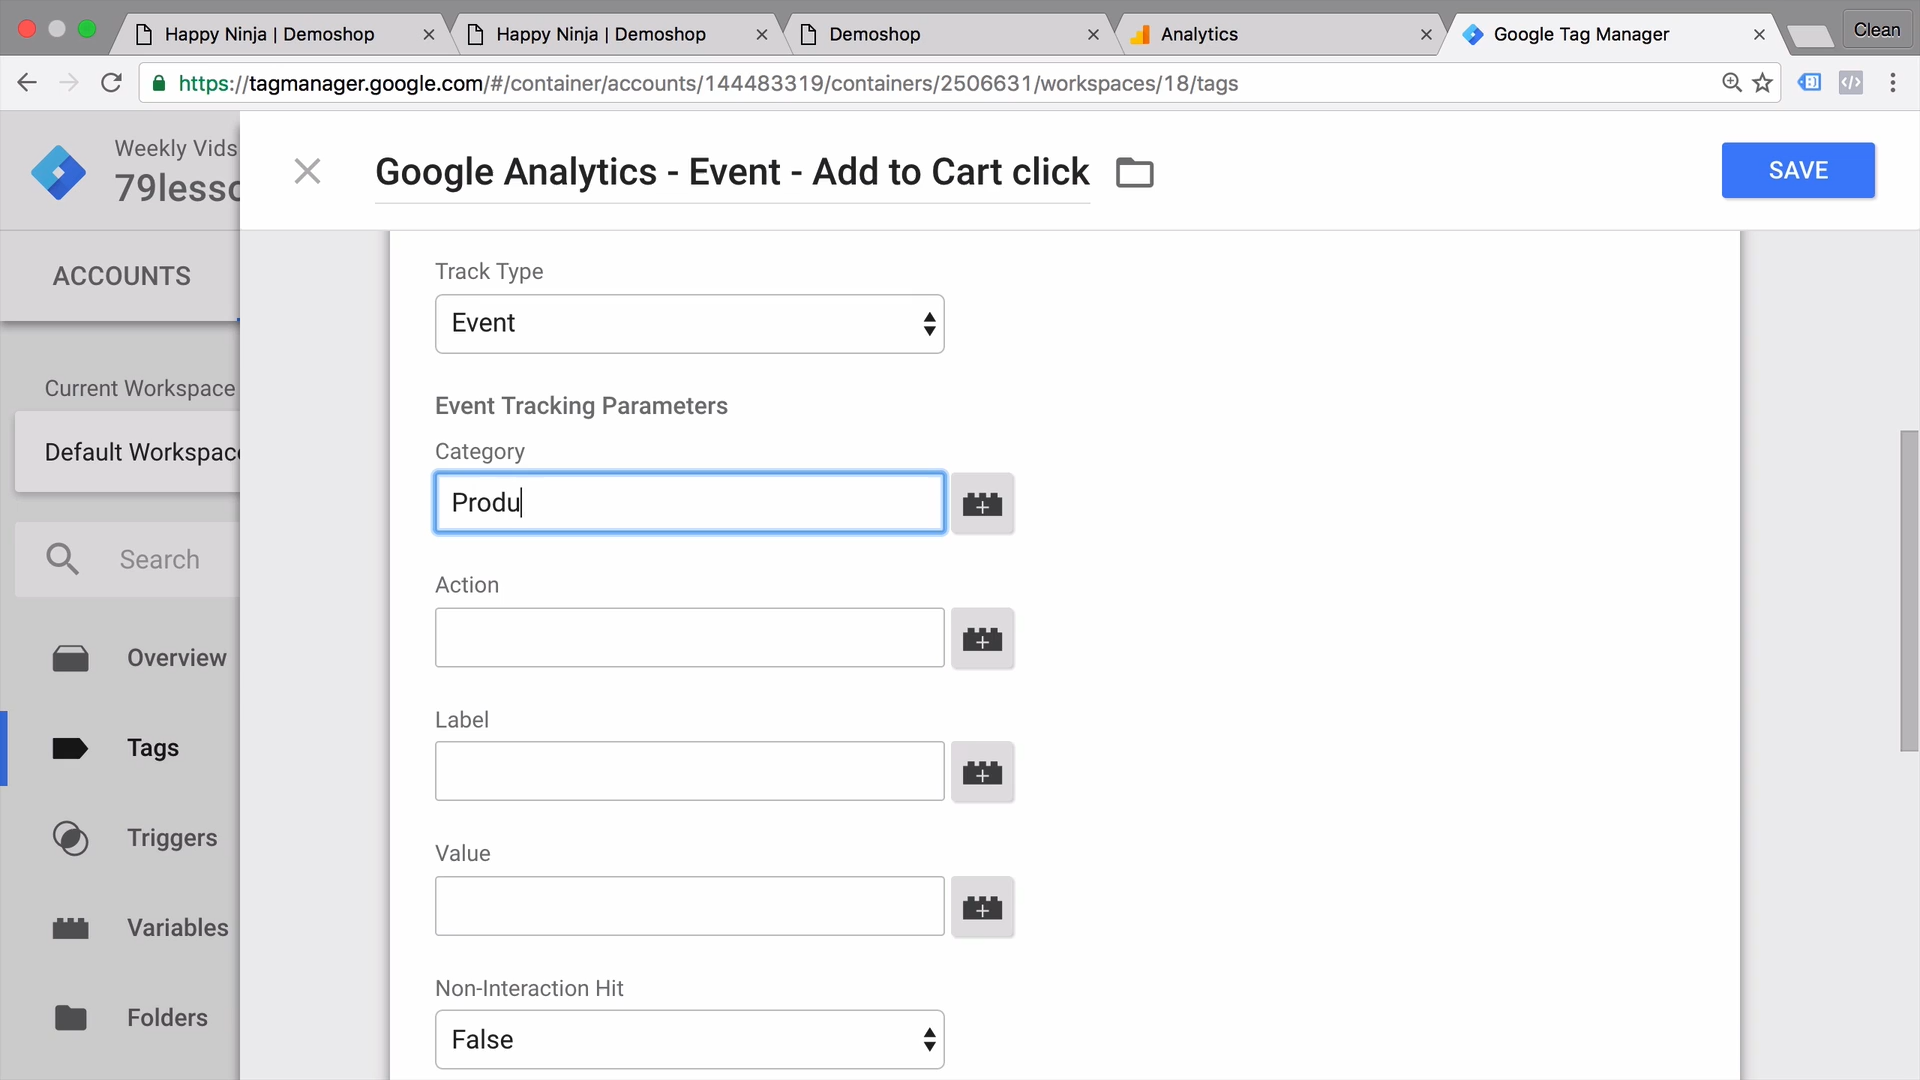 Happy Ninja | Demoshop
Happy Ninja | Demoshop
Demoshop
Analytics
Google Tag Manager
Clean
https://tagmanager.google.com/#/container/accounts/144483319/containers/2506631/workspaces/18/tags
Weekly Vids
79lesso
Google Analytics - Event - Add to Cart click
SAVE
ACCOUNTS
Current Workspace
Default Workspace
Search
Overview
Tags
Triggers
Variables
Folders
Track Type
Event
Event Tracking Parameters
Category
Produ
Action
Label
Value
Non-Interaction Hit
False